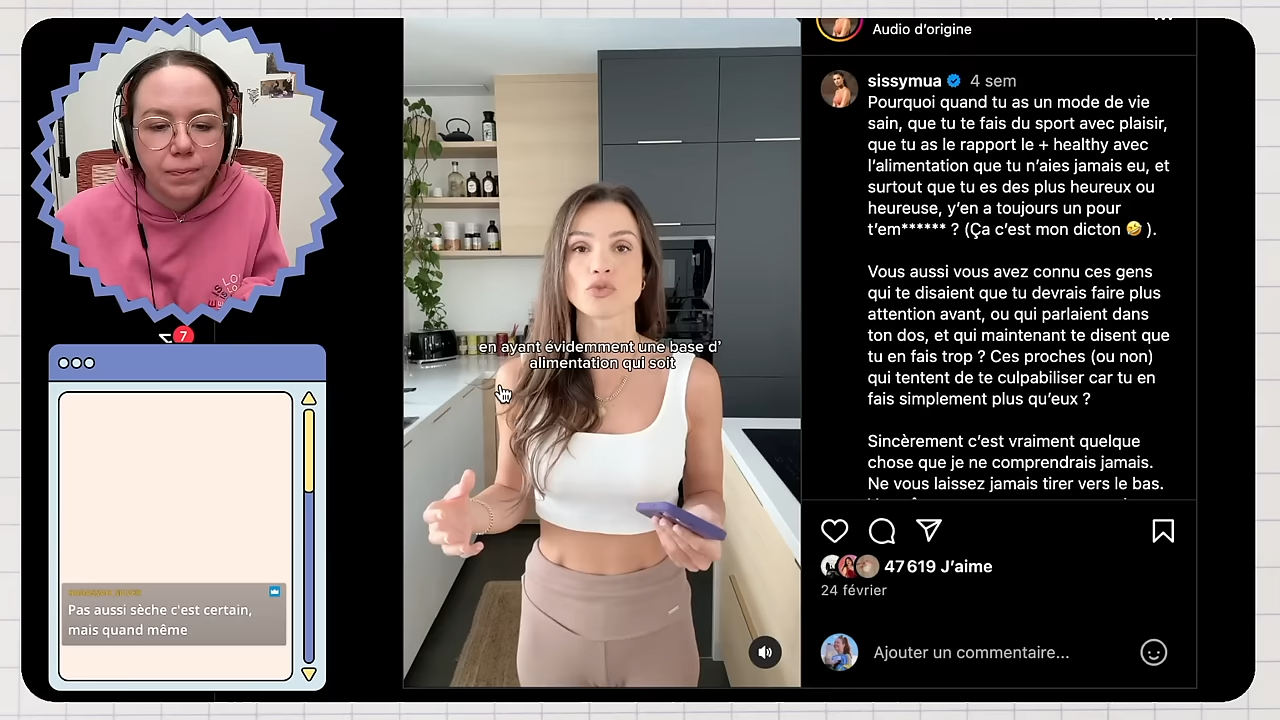 Audio d'origine
sissymua 4 sem
Pourquoi quand tu as un mode de vie
sain, que tu te fais du sport avec plaisir,
que tu as le rapport le + healthy avec
l'alimentation que tu n'aies jamais eu, et
surtout que tu es des plus heureux ou
heureuse, y'en a toujours un pour
t'em****** ? (Ça c'est mon dicton 🤣 ).
Vous aussi vous avez connu ces gens
qui te disaient que tu devrais faire plus
attention avant, ou qui parlaient dans
ton dos, et qui maintenant te disent que
tu en fais trop ? Ces proches (ou non)
qui tentent de te culpabiliser car tu en
fais simplement plus qu'eux ?
Sincèrement c'est vraiment quelque
chose que je ne comprendrais jamais.
Ne vous laissez jamais tirer vers le bas.
47 619 J'aime
24 février
Ajouter un commentaire...
en ayant évidemment une base d'
alimentation qui soit
7
Pas aussi sèche c'est certain,
mais quand même